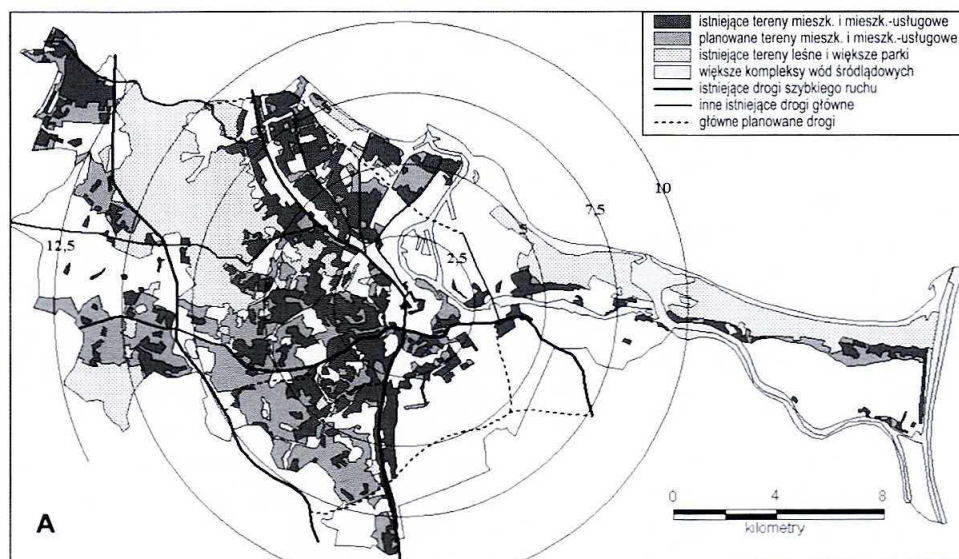 istniejące tereny mieszk. i mieszk.-usługowe
planowane tereny mieszk. i mieszk.-usługowe
istniejące tereny leśne i większe parki
większe kompleksy wód śródlądowych
istniejące drogi szybkiego ruchu
inne istniejące drogi główne
główne planowane drogi
10
7,5
5
2,5
12,5
A
0 4 8
kilometry